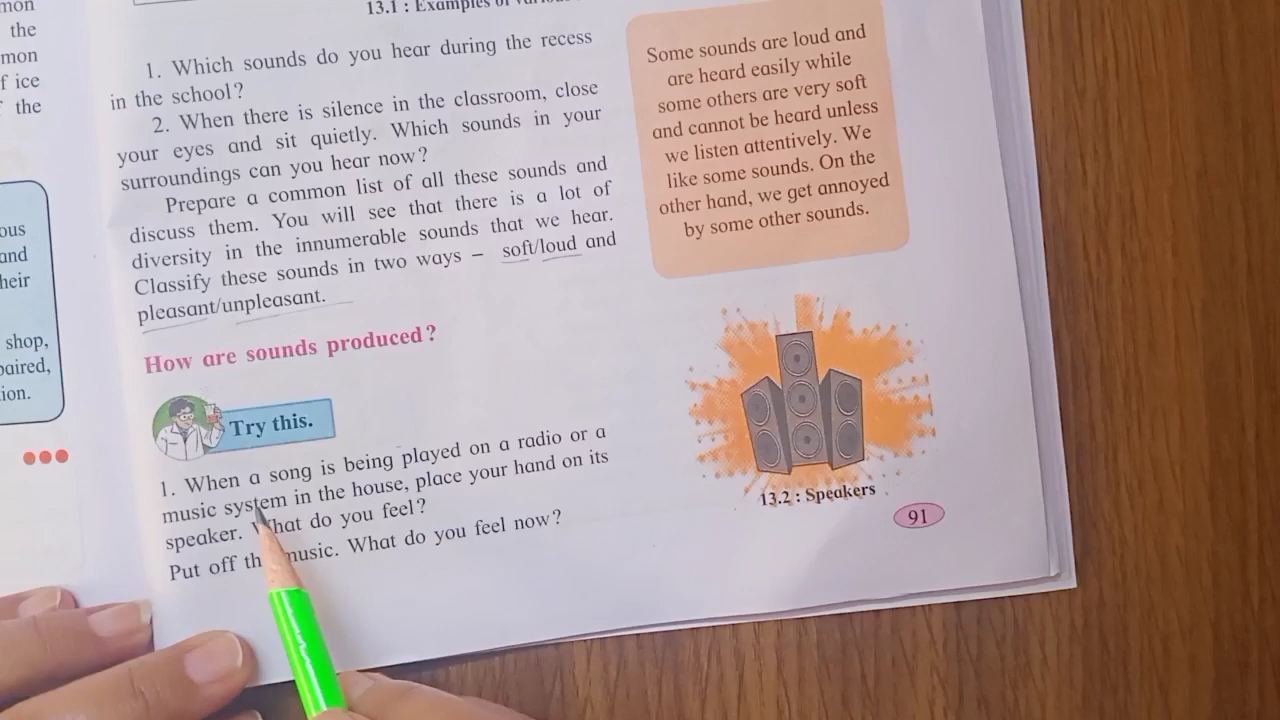 mon
the
mon
f ice
the
ous
and
heir
shop,
paired,
ion.
13.1 : Examples of
1. Which sounds do you hear during the recess
in the school?
2. When there is silence in the classroom, close
your eyes and sit quietly. Which sounds in your
surroundings can you hear now?
Prepare a common list of all these sounds and
discuss them. You will see that there is a lot of
diversity in the innumerable sounds that we hear.
Classify these sounds in two ways – soft/loud and
pleasant/unpleasant.
How are sounds produced?
Try this.
1. When a song is being played on a radio or a
music system in the house, place your hand on its
speaker. What do you feel?
Put off the music. What do you feel now?
Some sounds are loud and
are heard easily while
some others are very soft
and cannot be heard unless
we listen attentively. We
like some sounds. On the
other hand, we get annoyed
by some other sounds.
13.2 : Speakers
91